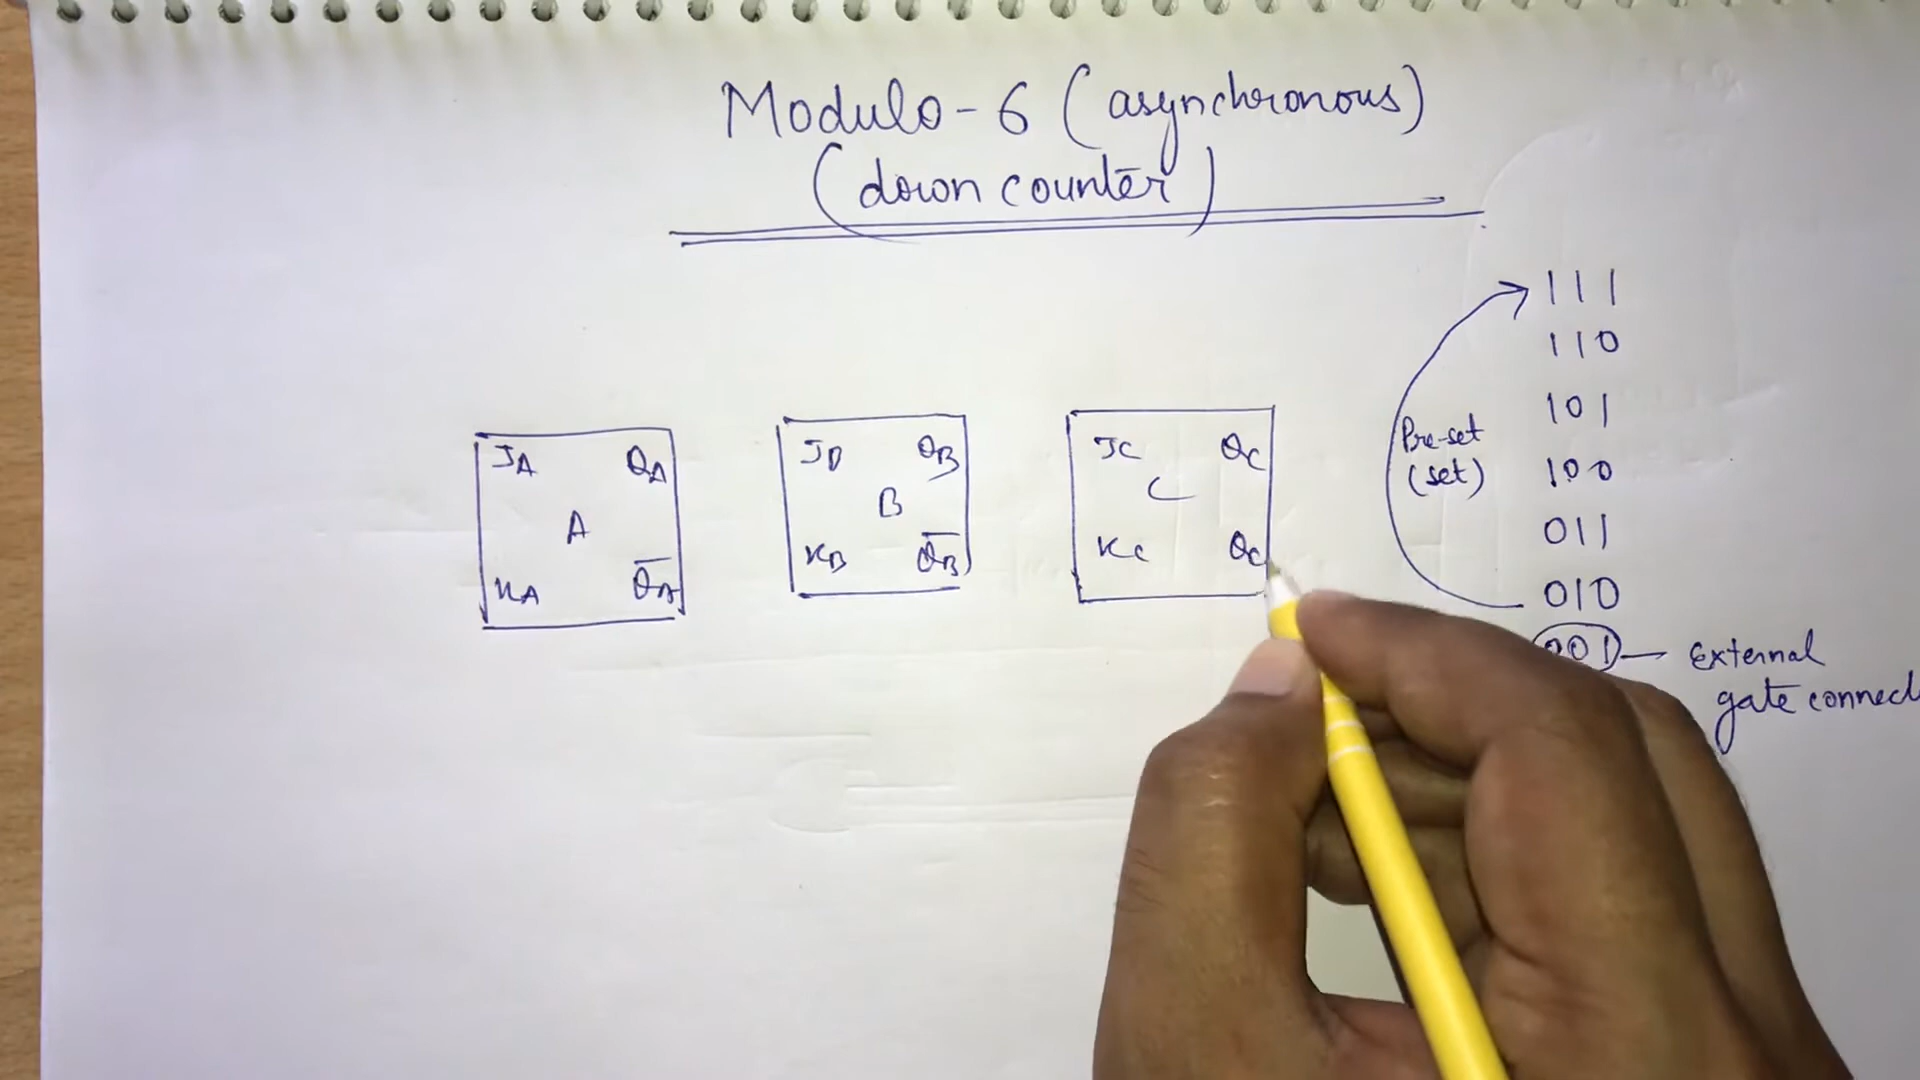 Modulo-6 (asynchronous)
(down counter)
JA QA
A
KA Q̅A
JB QB
B
KB Q̅B
JC QC
C
KC QC
Pre-set
(set)
111
110
101
100
011
010
001 — External
gate connect